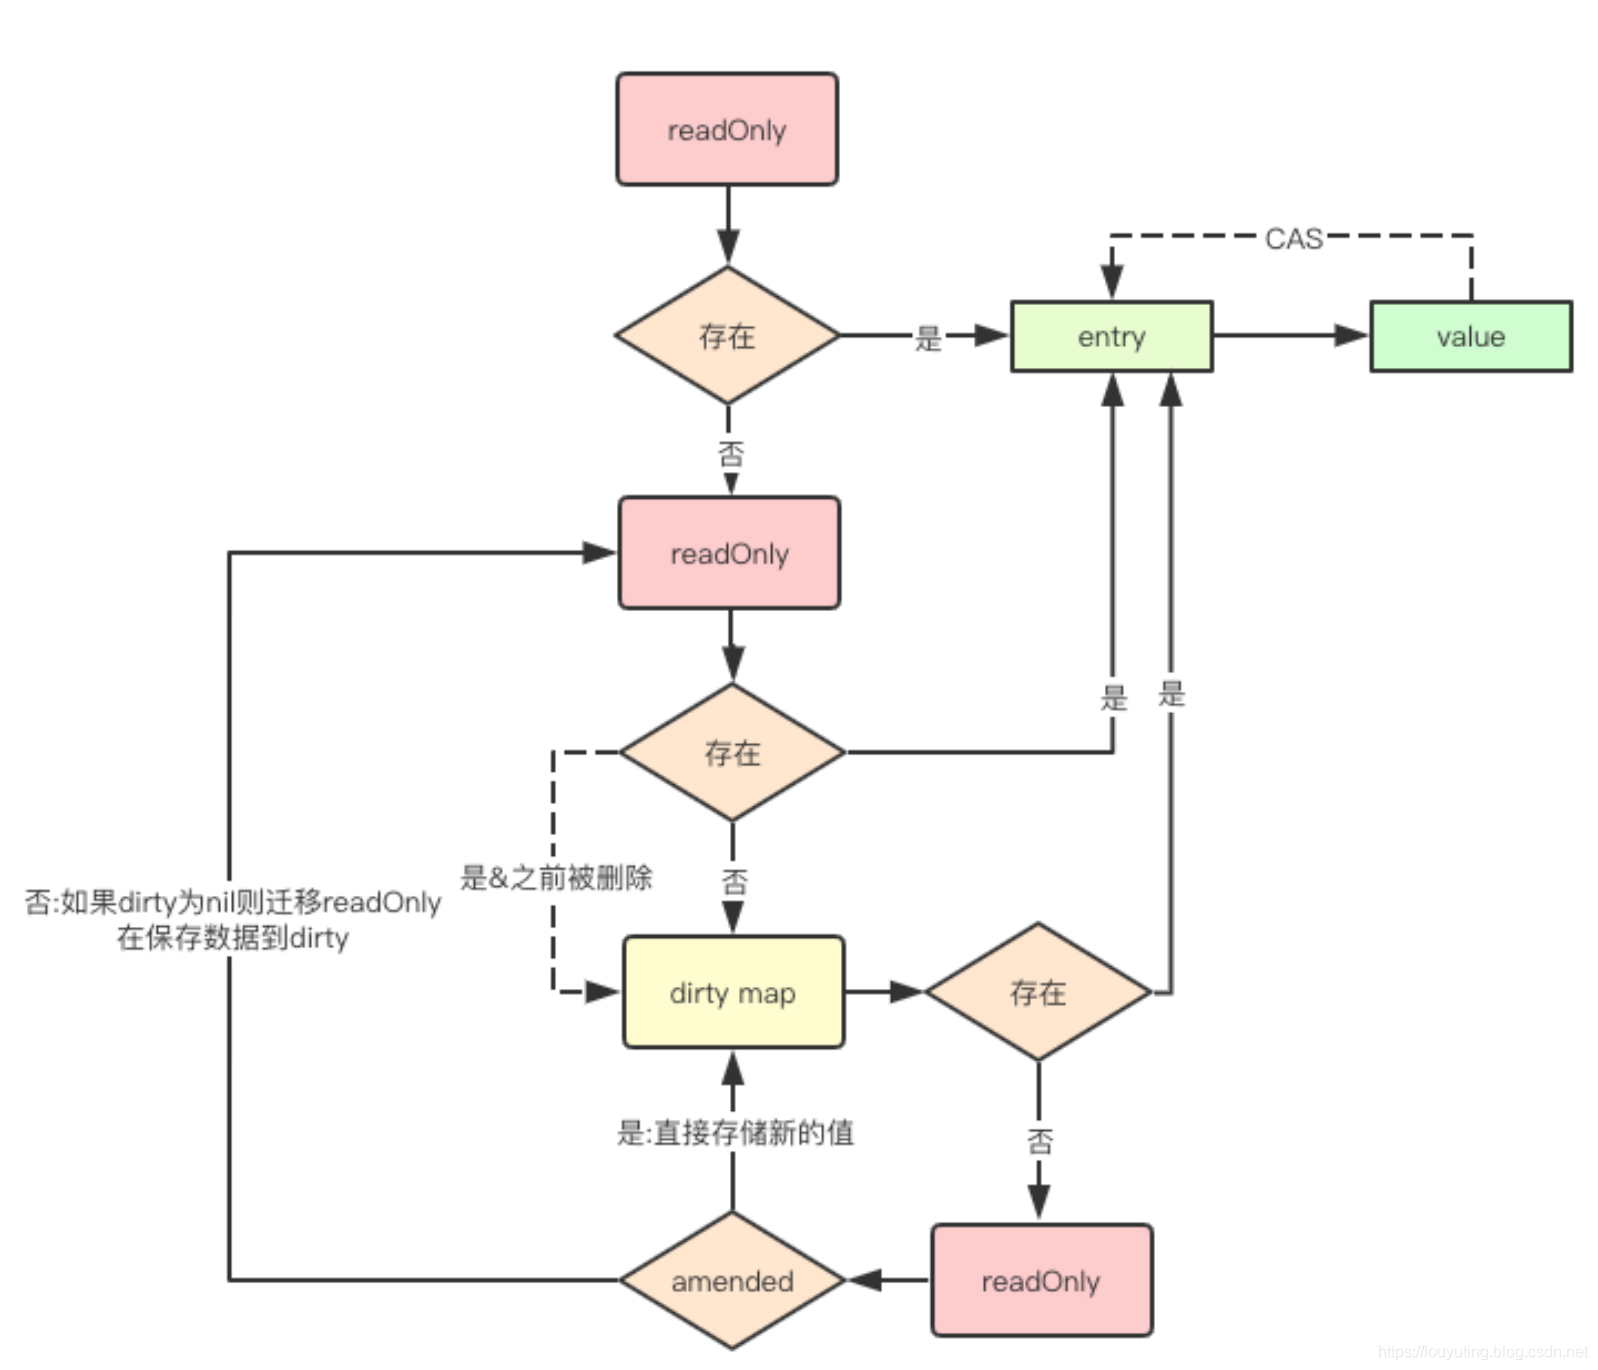 readOnly
CAS
存在
是
entry
value
否
readOnly
是
是
存在
是&之前被删除
否
否:如果dirty为nil则迁移readOnly
在保存数据到dirty
dirty map
存在
是:直接存储新的值
否
amended
readOnly
https://louyuting.blog.csdn.net